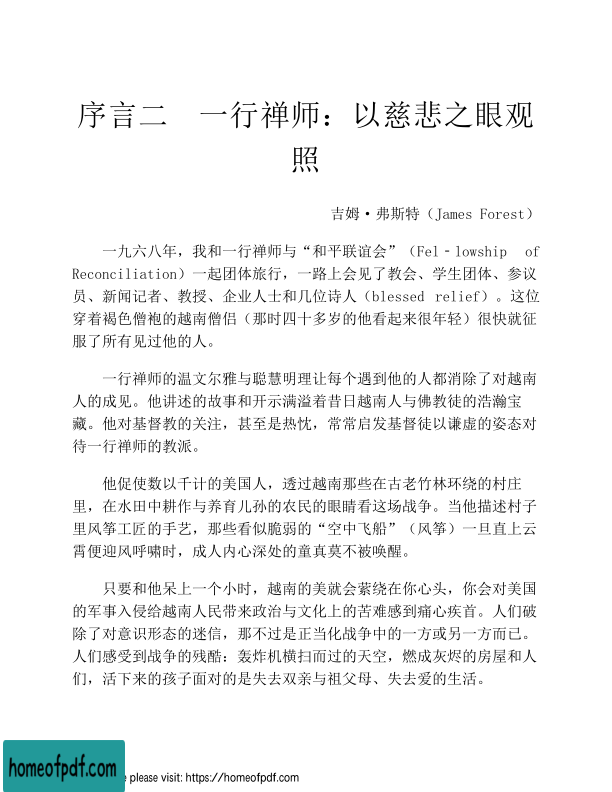 序言二　一行禅师：以慈悲之眼观
照
吉姆·弗斯特（James Forest）
一九六八年，我和一行禅师与“和平联谊会”（Fel‐lowship of
Reconciliation）一起团体旅行，一路上会见了教会、学生团体、参议
员、新闻记者、教授、企业人士和几位诗人（blessed relief）。这位
穿着褐色僧袍的越南僧侣（那时四十多岁的他看起来很年轻）很快就征
服了所有见过他的人。
一行禅师的温文尔雅与聪慧明理让每个遇到他的人都消除了对越南
人的成见。他讲述的故事和开示满溢着昔日越南人与佛教徒的浩瀚宝
藏。他对基督教的关注，甚至是热忱，常常启发基督徒以谦虚的姿态对
待一行禅师的教派。
他促使数以千计的美国人，透过越南那些在古老竹林环绕的村庄
里，在水田中耕作与养育儿孙的农民的眼睛看这场战争。当他描述村子
里风筝工匠的手艺，那些看似脆弱的“空中飞船”（风筝）一旦直上云
霄便迎风呼啸时，成人内心深处的童真莫不被唤醒。
只要和他呆上一个小时，越南的美就会萦绕在你心头，你会对美国
的军事入侵给越南人民带来政治与文化上的苦难感到痛心疾首。人们破
除了对意识形态的迷信，那不过是正当化战争中的一方或另一方而已。
人们感受到战争的残酷：轰炸机横扫而过的天空，燃成灰烬的房屋和人
们，活下来的孩子面对的是失去双亲与祖父母、失去爱的生活。
homeofpdf.com
please visit: https://homeofpdf.com